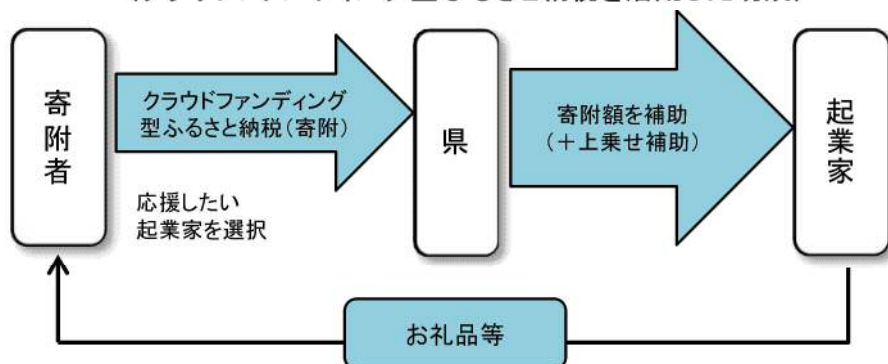 寄附者
クラウドファンディング
型ふるさと納税(寄附)
応援したい
起業家を選択
県
寄附額を補助
(+上乗せ補助)
起業家
お礼品等